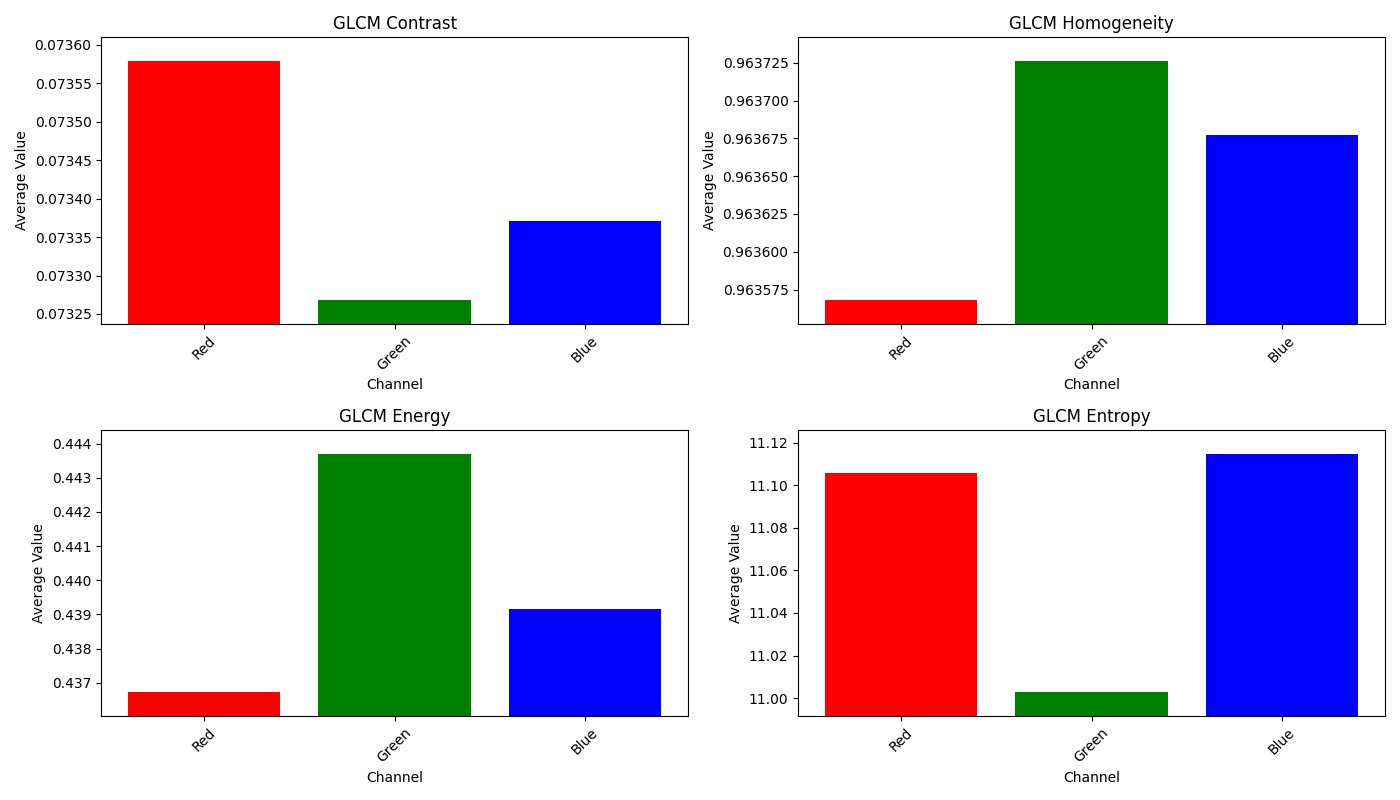 GLCM Contrast
Average Value
0.07360
0.07355
0.07350
0.07345
0.07340
0.07335
0.07330
0.07325
Red
Green
Blue
Channel
GLCM Homogeneity
Average Value
0.963725
0.963700
0.963675
0.963650
0.963625
0.963600
0.963575
Red
Green
Blue
Channel
GLCM Energy
Average Value
0.444
0.443
0.442
0.441
0.440
0.439
0.438
0.437
Red
Green
Blue
Channel
GLCM Entropy
Average Value
11.12
11.10
11.08
11.06
11.04
11.02
11.00
Red
Green
Blue
Channel